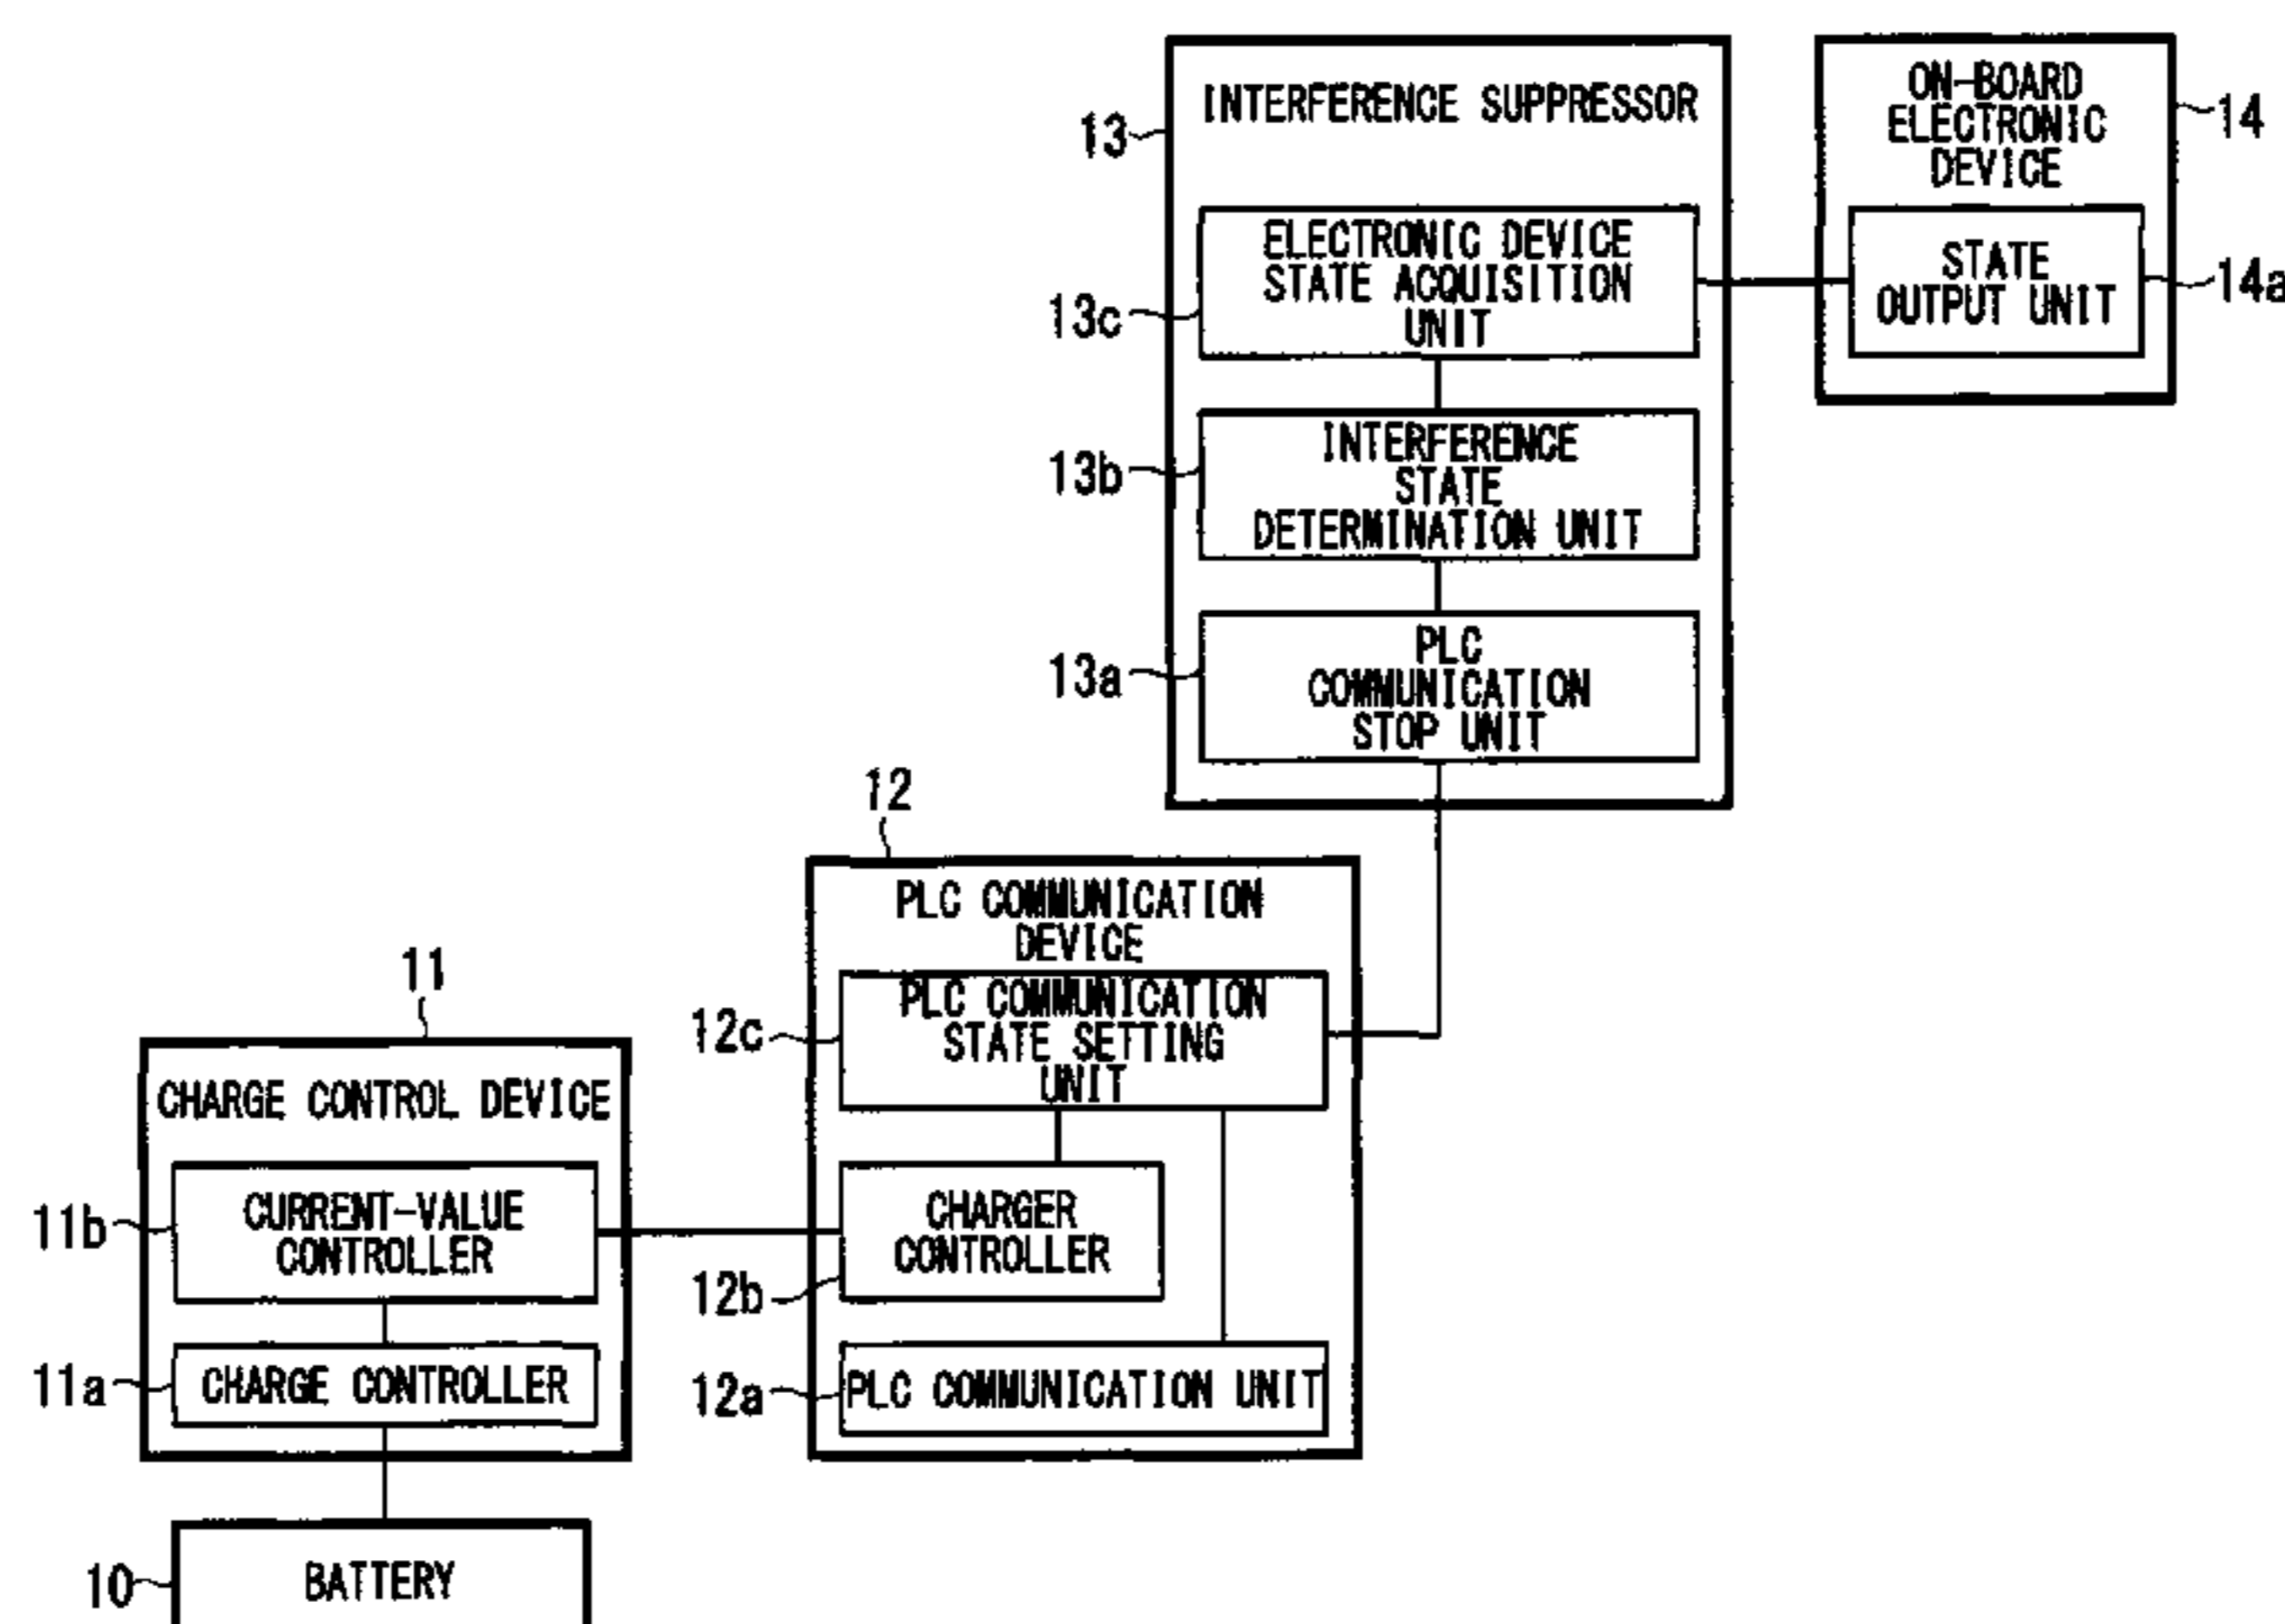 INTERFERENCE SUPPRESSOR
13
ELECTRONIC DEVICE
STATE ACQUISITION
UNIT
13c
INTERFERENCE
STATE
DETERMINATION UNIT
13b
PLC
COMMUNICATION
STOP UNIT
13a
ON-BOARD
ELECTRONIC
DEVICE
14
STATE
OUTPUT UNIT
14a
12
PLC COMMUNICATION
DEVICE
PLC COMMUNICATION
STATE SETTING
UNIT
12c
CHARGER
CONTROLLER
12b
PLC COMMUNICATION UNIT
12a
11
CHARGE CONTROL DEVICE
CURRENT-VALUE
CONTROLLER
11b
CHARGE CONTROLLER
11a
BATTERY
10